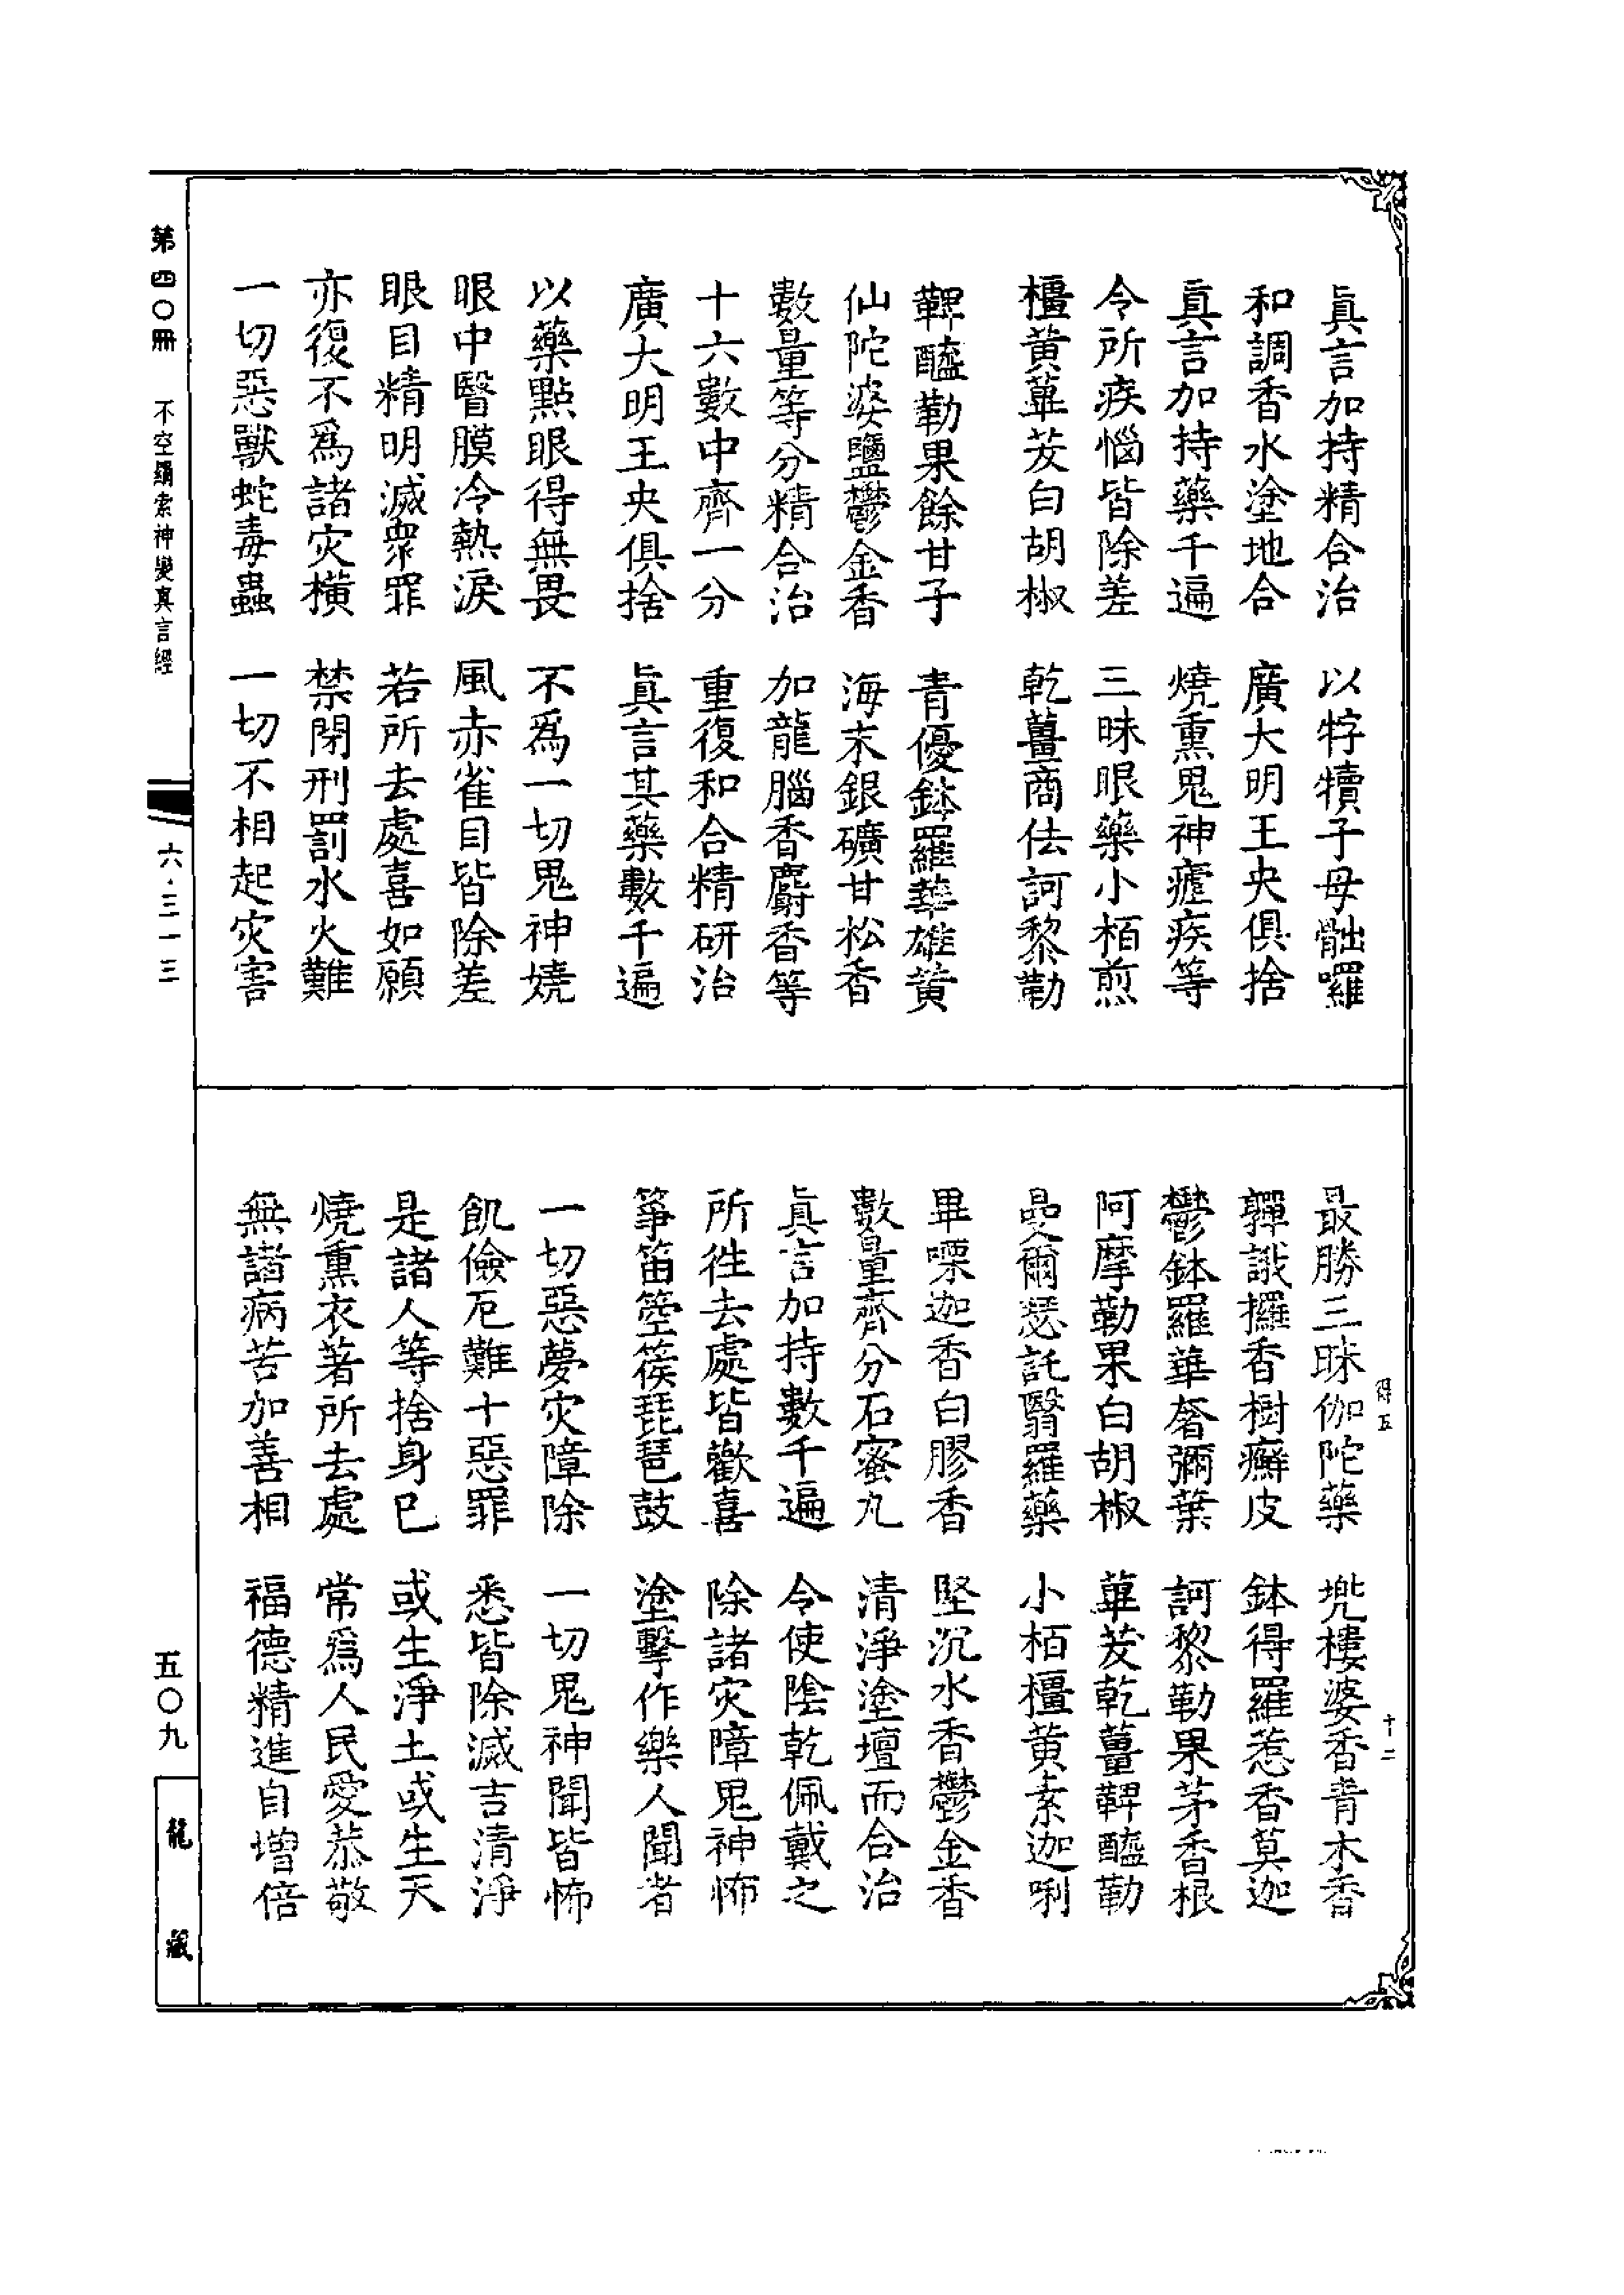 眞言加持精合治　以牸犢子母𩨷囉
和調香水塗地合　廣大明王央俱捨
眞言加持藥千遍　燒熏鬼神瘧疾等
令所疾惱皆除差　三昧眼藥小栢煎
橿黃蓽茇白胡椒　乾薑商佉訶黎勒
鞞醯勒果餘甘子　青優鉢羅華雄黃
仙陀婆鹽鬱金香　海末銀礦甘松香
數量等分精合治　加龍腦香麝香等
十六數中齊一分　重復和合精研治
廣大明王央俱捨　眞言其藥數千遍
以藥點眼得無畏　不爲一切鬼神嬈
眼中瞖膜冷熱淚　風赤雀目皆除差
眼目精明滅衆罪　若所去處喜如願
亦復不爲諸灾橫　禁閉刑罰水火難
一切惡獸蛇毒蟲　一切不相起灾害
最勝三昧伽陀藥　兠樓婆香青木香
嚲誐攞香樹癬皮　鉢得羅惹香莫迦
鬱鉢羅華奢彌葉　訶黎勒果茅香根
阿摩勒果白胡椒　蓽茇乾薑鞞醯勒
曼爾瑟託翳羅藥　小栢橿黃素迦唎
畢㗚迦香白膠香　堅沉水香鬱金香
數量齊分石蜜丸　清淨塗壇而合治
眞言加持數千遍　令使陰乾佩戴之
所徃去處皆歡喜　除諸灾障鬼神怖
箏笛箜篌琵琶鼓　塗擊作樂人聞者
一切惡夢灾障除　一切鬼神聞皆怖
飢儉厄難十惡罪　悉皆除滅吉清淨
是諸人等捨身已　或生淨土或生天
燒熏衣著所去處　常爲人民愛恭敬
無諸病苦加善相　福德精進自增倍
得五　十二
第四〇冊　不空羂索神變真言經
六·三一三
五〇九
龍藏